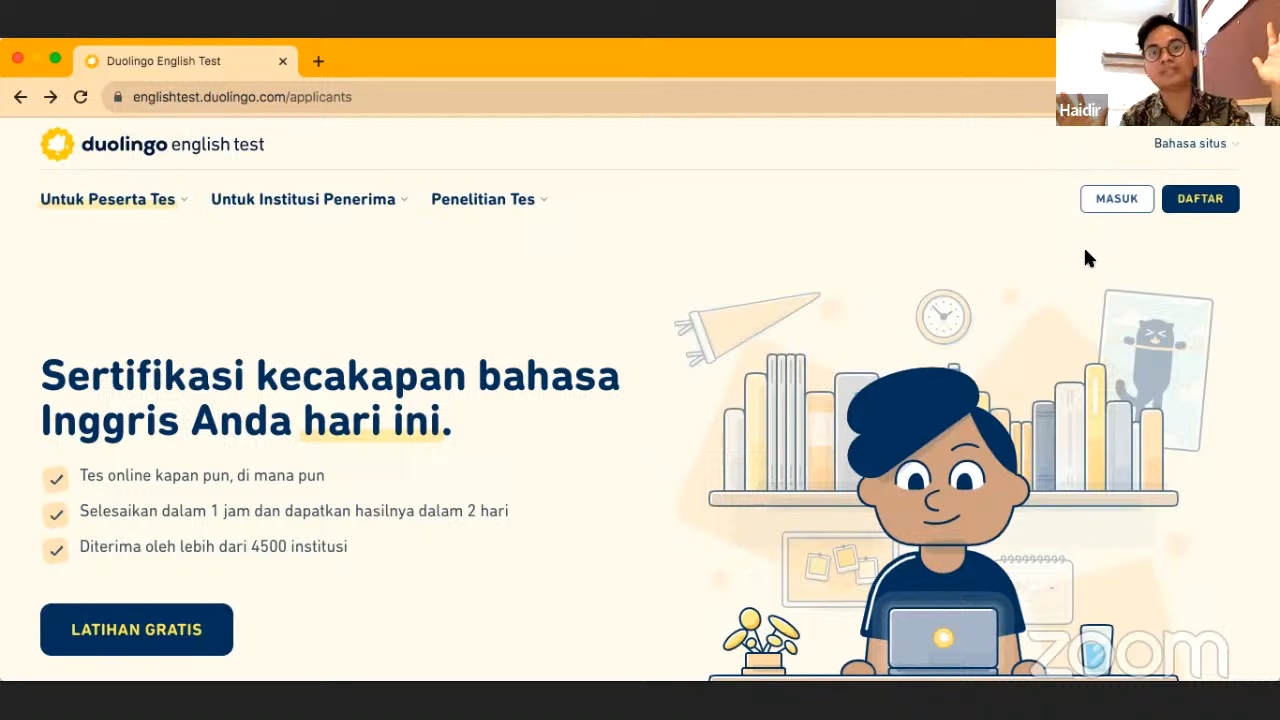 Duolingo English Test
englishtest.duolingo.com/applicants
Haidir
duolingo english test
Bahasa situs
Untuk Peserta Tes
Untuk Institusi Penerima
Penelitian Tes
MASUK
DAFTAR
Sertifikasi kecakapan bahasa
Inggris Anda hari ini.
Tes online kapan pun, di mana pun
Selesaikan dalam 1 jam dan dapatkan hasilnya dalam 2 hari
Diterima oleh lebih dari 4500 institusi
LATIHAN GRATIS
zoom